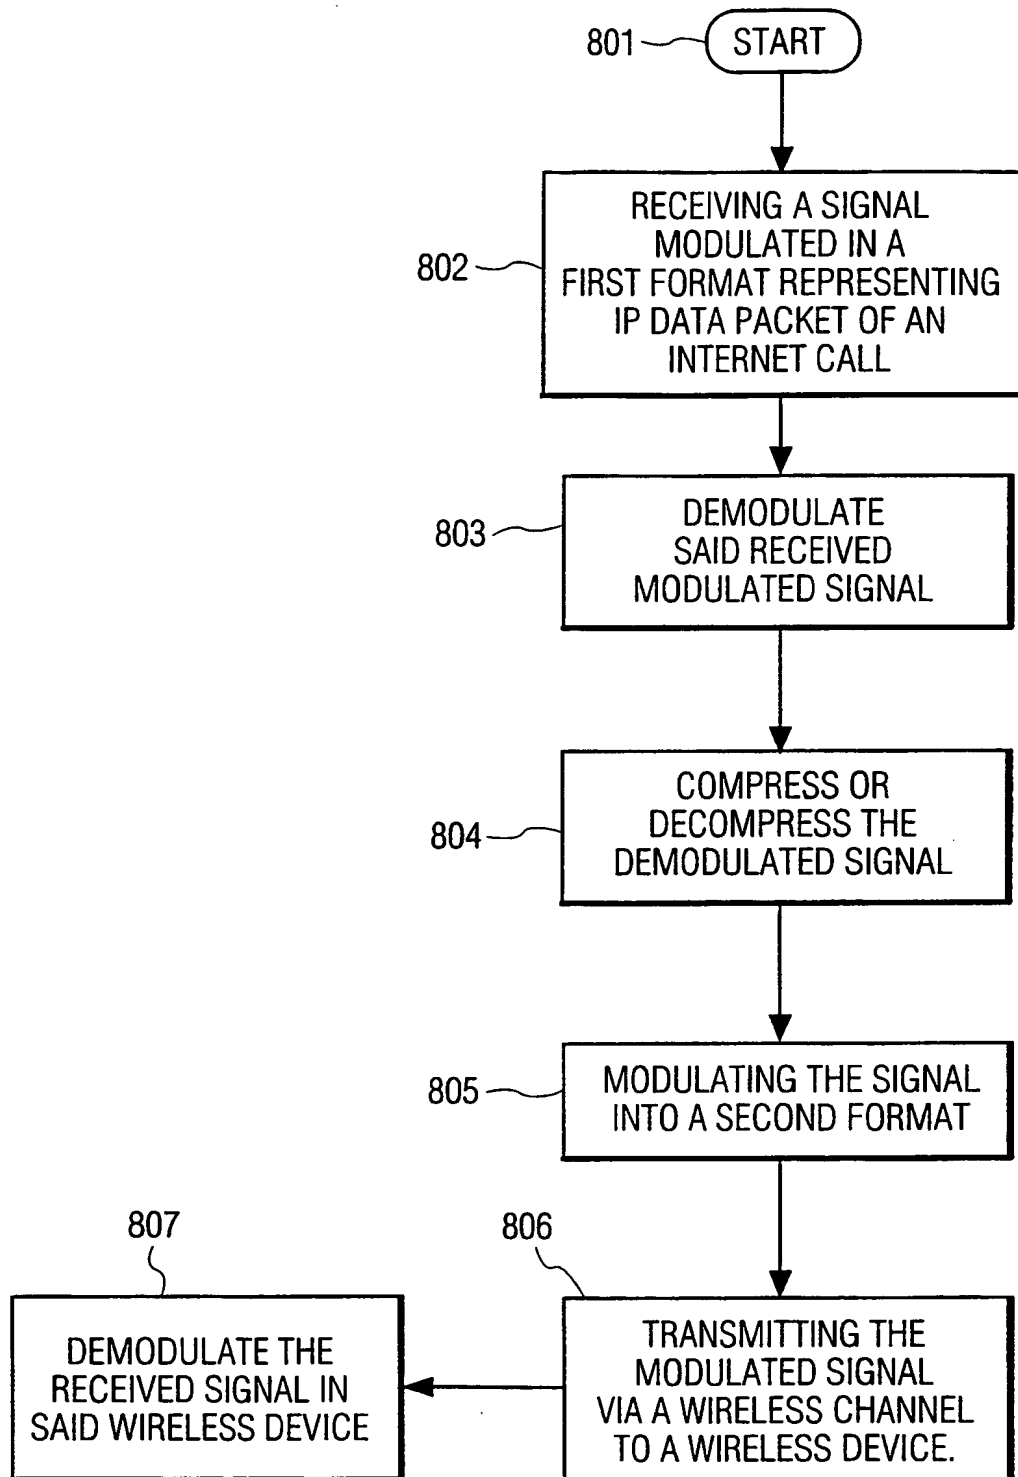 801
START
802
RECEIVING A SIGNAL
MODULATED IN A
FIRST FORMAT REPRESENTING
IP DATA PACKET OF AN
INTERNET CALL
803
DEMODULATE
SAID RECEIVED
MODULATED SIGNAL
804
COMPRESS OR
DECOMPRESS THE
DEMODULATED SIGNAL
805
MODULATING THE SIGNAL
INTO A SECOND FORMAT
806
TRANSMITTING THE
MODULATED SIGNAL
VIA A WIRELESS CHANNEL
TO A WIRELESS DEVICE.
807
DEMODULATE THE
RECEIVED SIGNAL IN
SAID WIRELESS DEVICE